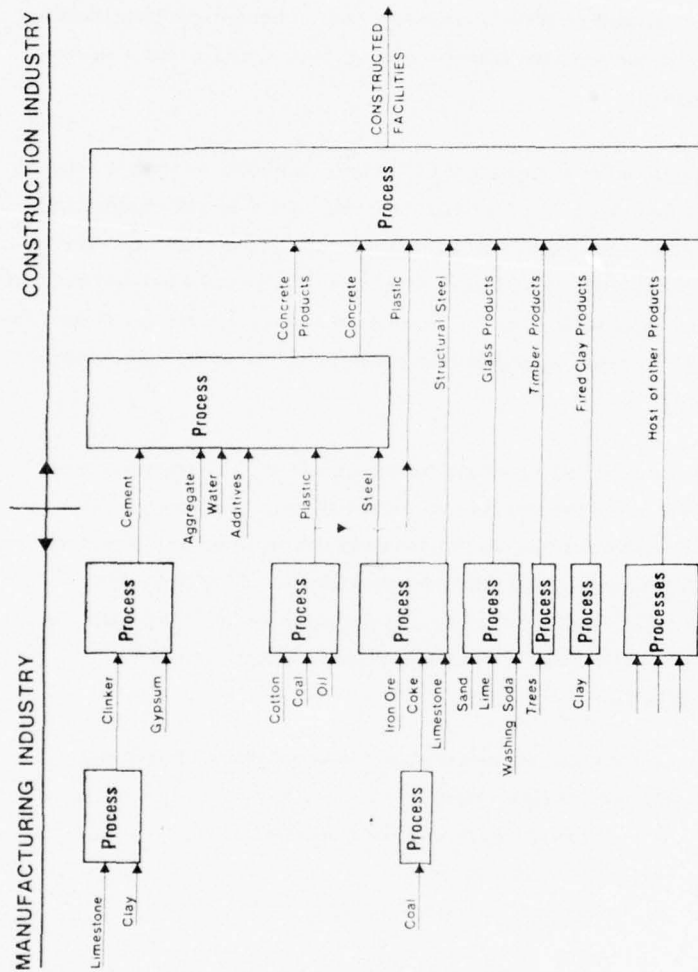 MANUFACTURING INDUSTRY
CONSTRUCTION INDUSTRY
Limestone
Clay
Process
Clinker
Gypsum
Process
Cement
Aggregate
Water
Additives
Process
Concrete
Products
Concrete
Cotton
Coal
Oil
Process
Plastic
Steel
Plastic
Coal
Process
Iron Ore
Coke
Limestone
Process
Structural Steel
Sand
Lime
Washing Soda
Process
Glass Products
Trees
Process
Timber Products
Clay
Process
Fired Clay Products
Processes
Host of other Products
Process
CONSTRUCTED
FACILITIES